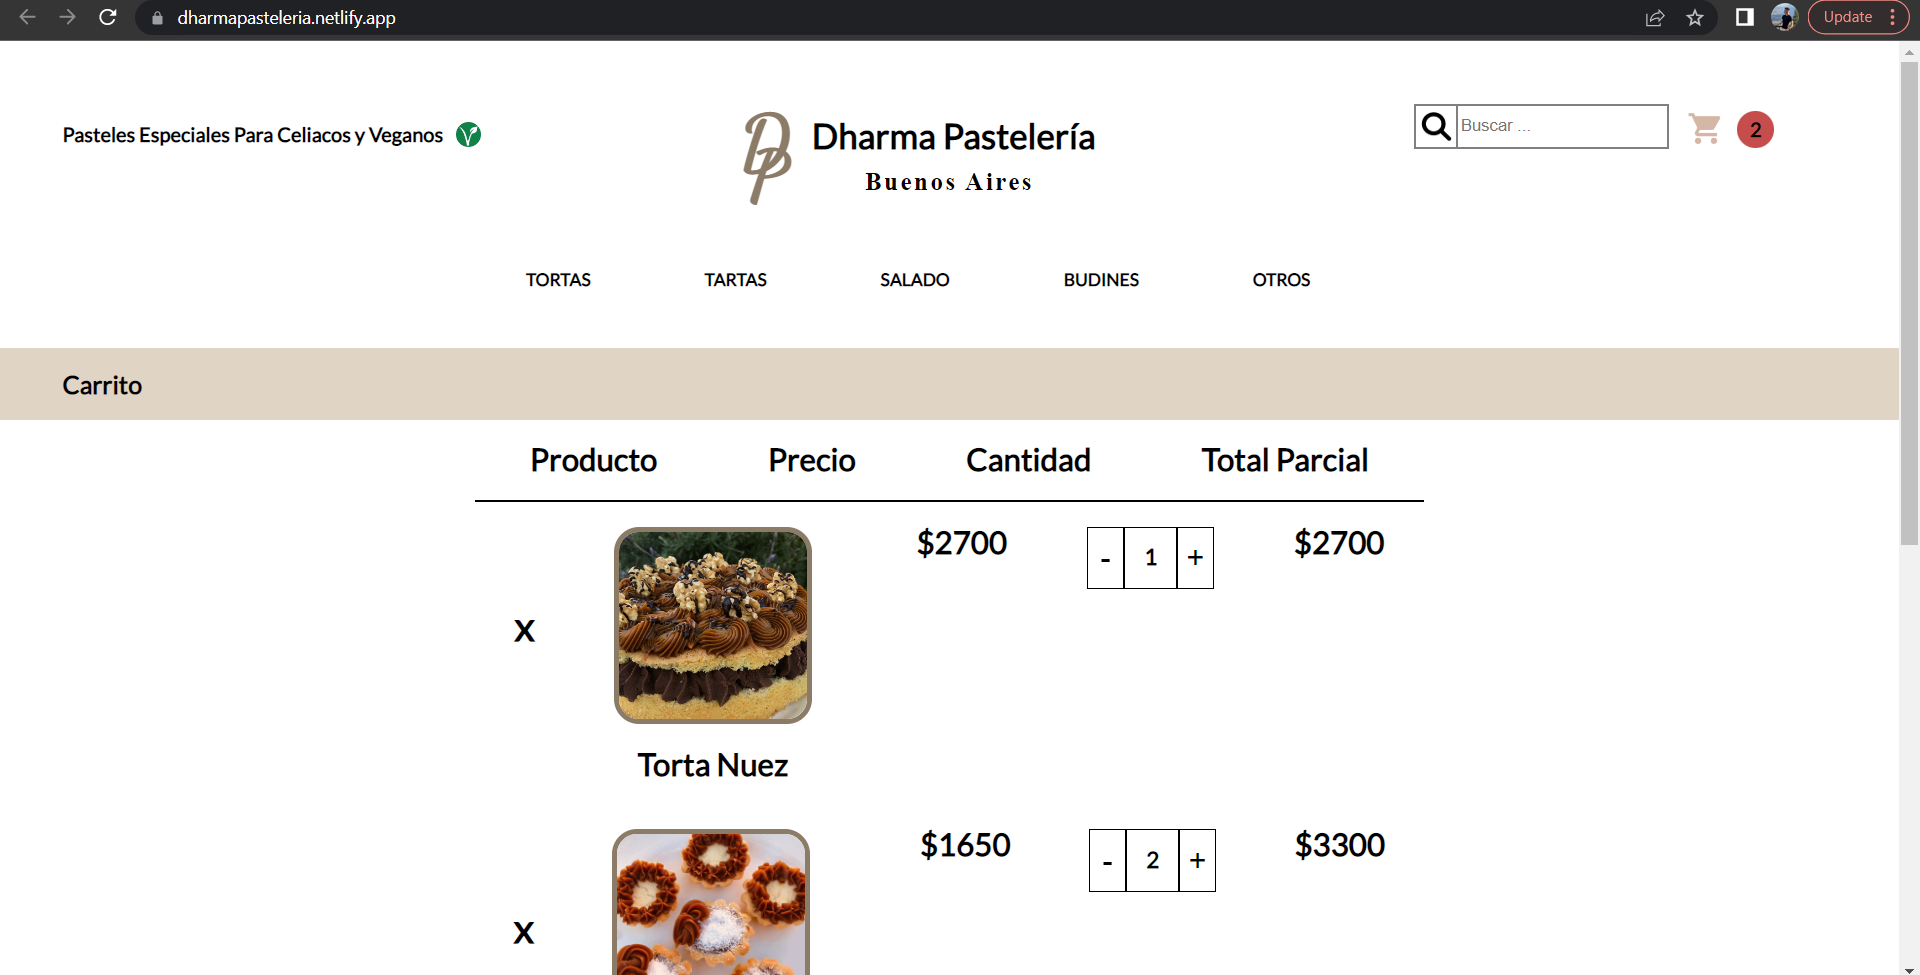 dharmapasteleria.netlify.app
Update
Pasteles Especiales Para Celiacos y Veganos
DP
Dharma Pastelería
Buenos Aires
Buscar ...
2
TORTAS TARTAS SALADO BUDINES OTROS
Carrito
Producto Precio Cantidad Total Parcial
X $2700 - 1 + $2700
Torta Nuez
X $1650 - 2 + $3300